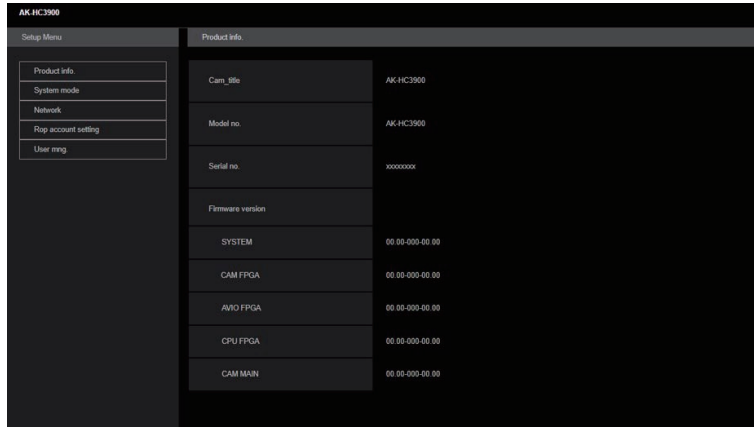 AK-HC3900
Setup Menu
Product info.
Product info.
System mode
Network
Rop account setting
User mng.
Cam_title AK-HC3900
Model no. AK-HC3900
Serial no. xxxxxxxx
Firmware version
SYSTEM 00.00-000-00.00
CAM FPGA 00.00-000-00.00
AVIO FPGA 00.00-000-00.00
CPU FPGA 00.00-000-00.00
CAM MAIN 00.00-000-00.00